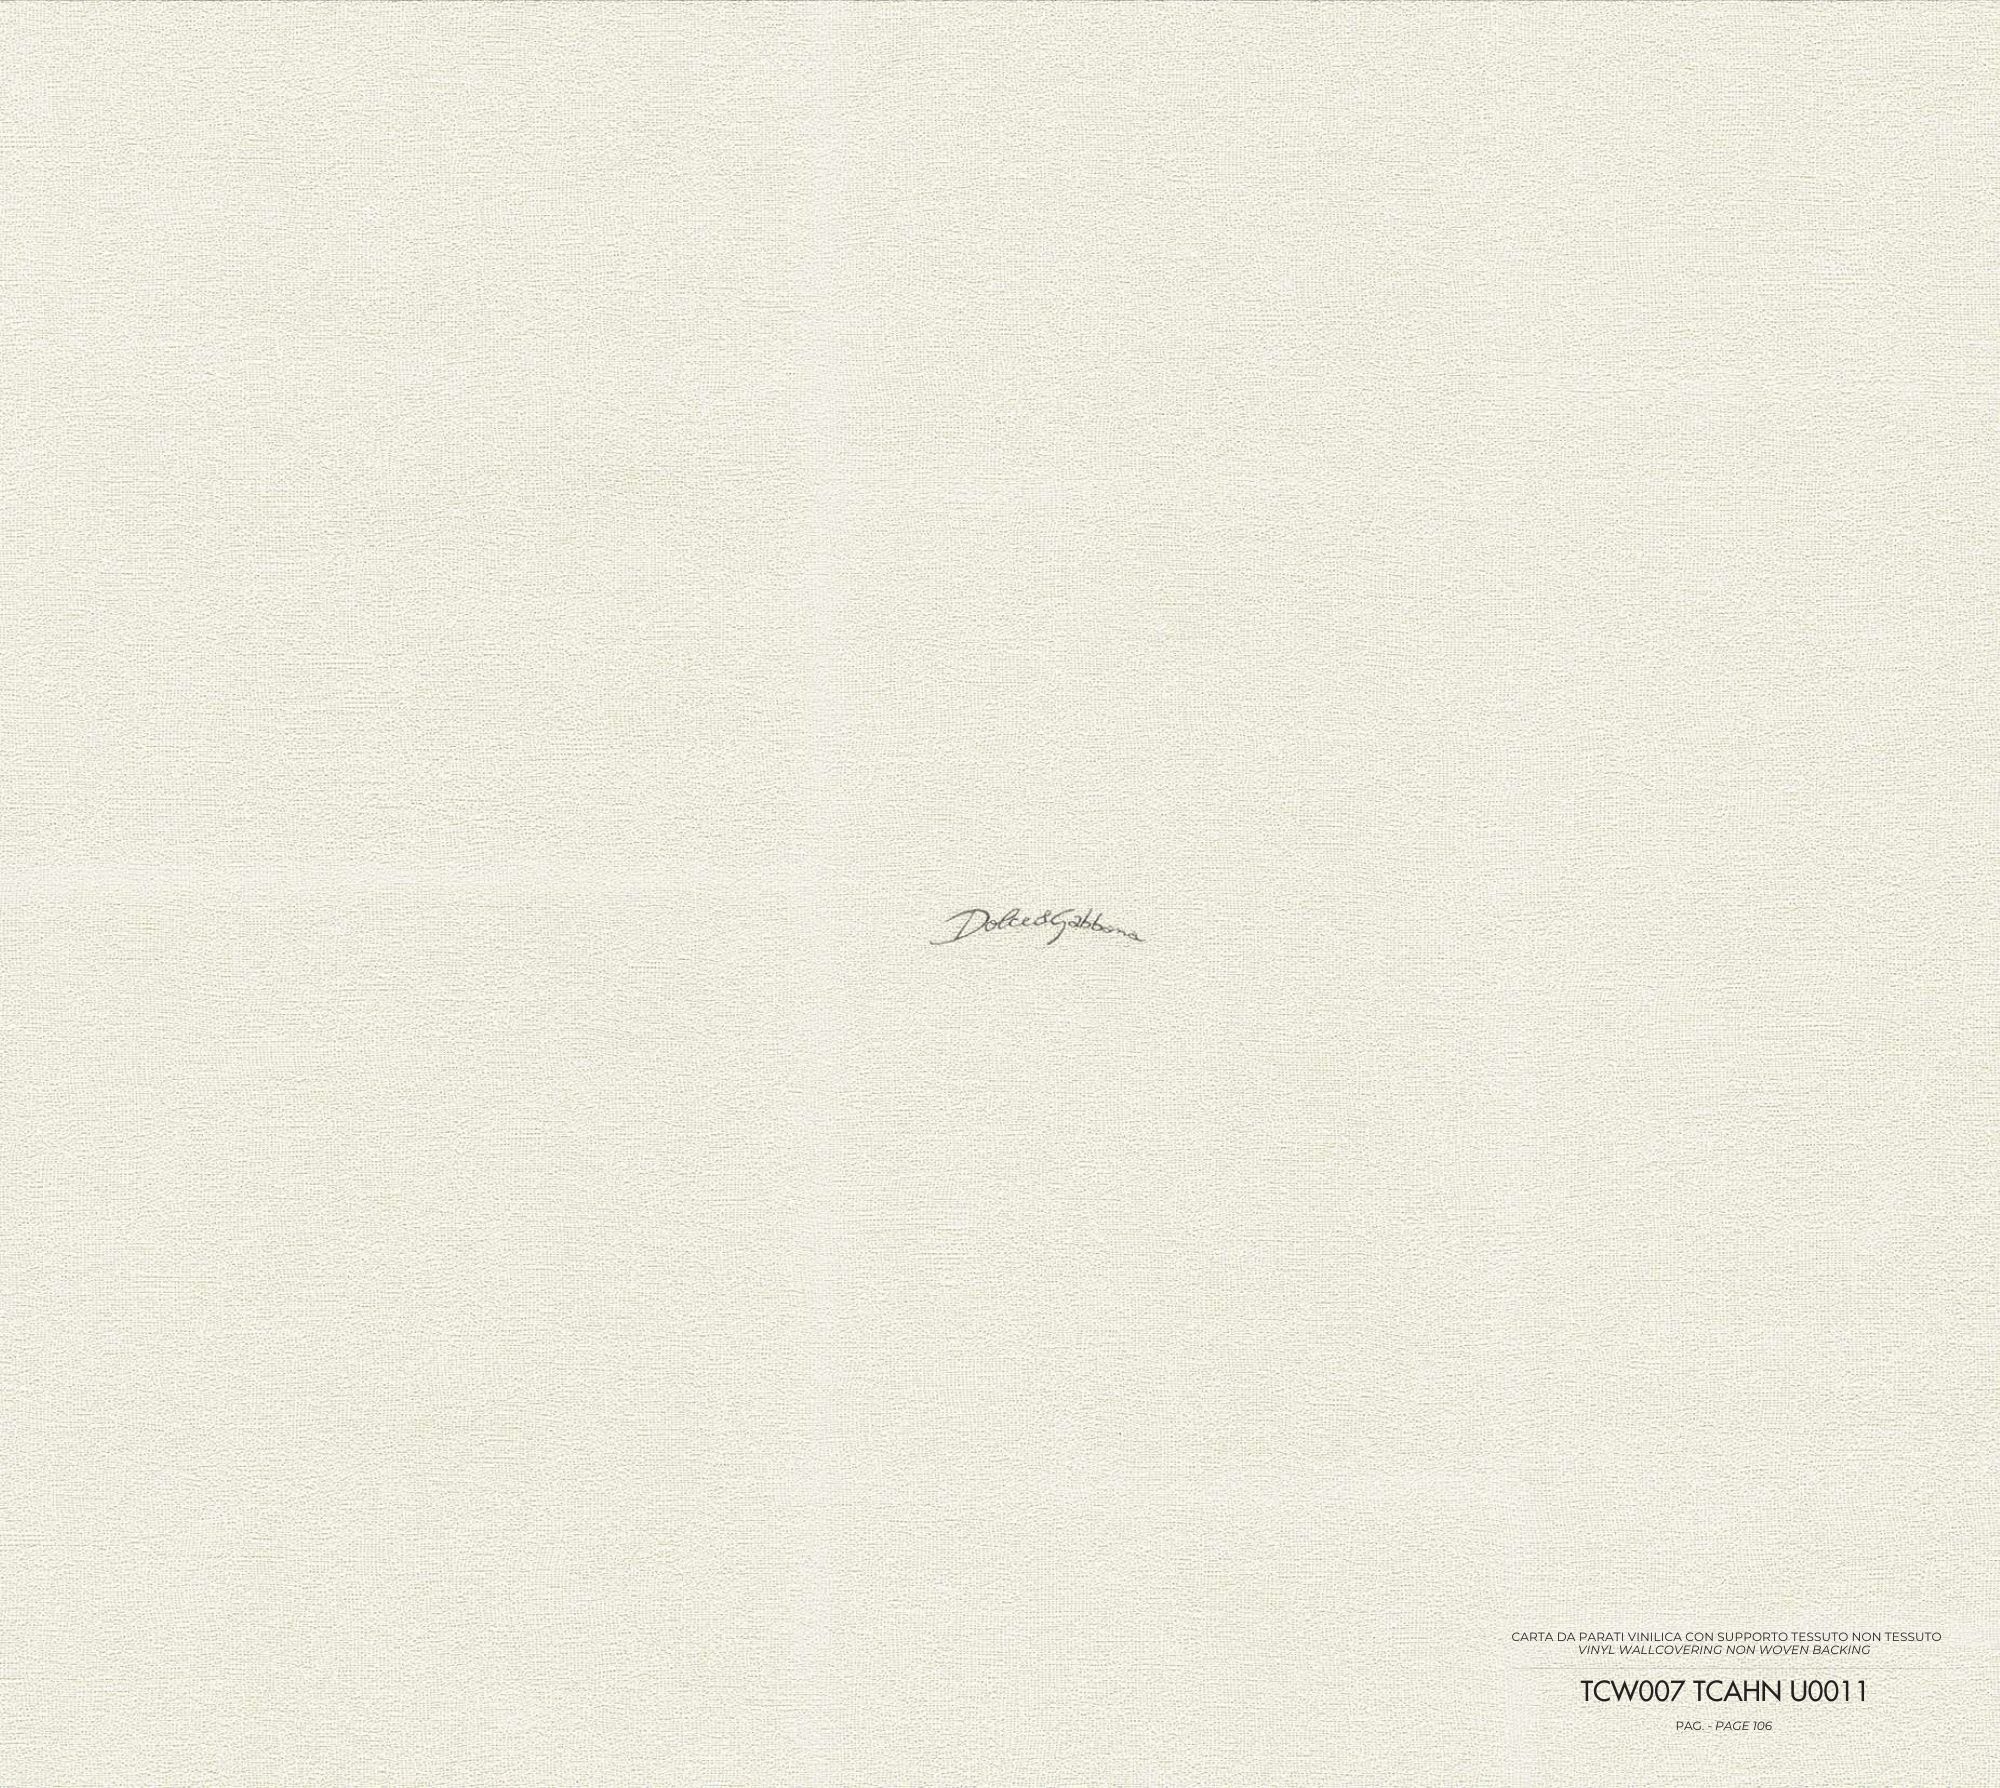 Dolce&Gabbana
CARTA DA PARATI VINILICA CON SUPPORTO TESSUTO NON TESSUTO
VINYL WALLCOVERING NON WOVEN BACKING
TCW007 TCAHN U0011
PAG. - PAGE 106